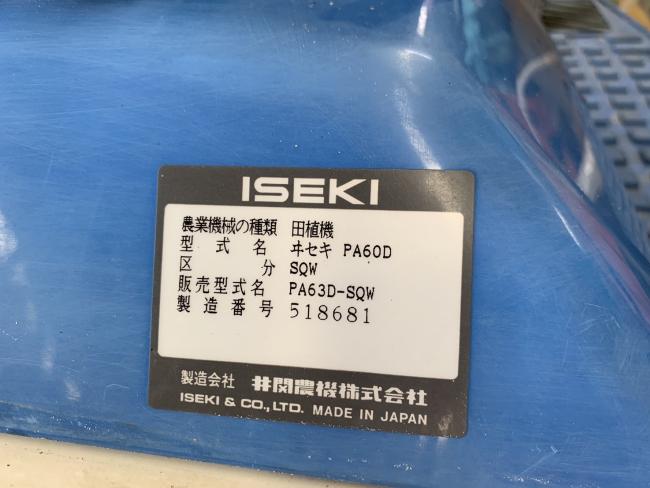 ISEKI
農業機械の種類 田植機
型式名 ヰセキ PA60D
区分 SQW
販売型式名 PA63D-SQW
製造番号 518681
製造会社 井関農機株式会社
ISEKI & CO., LTD. MADE IN JAPAN